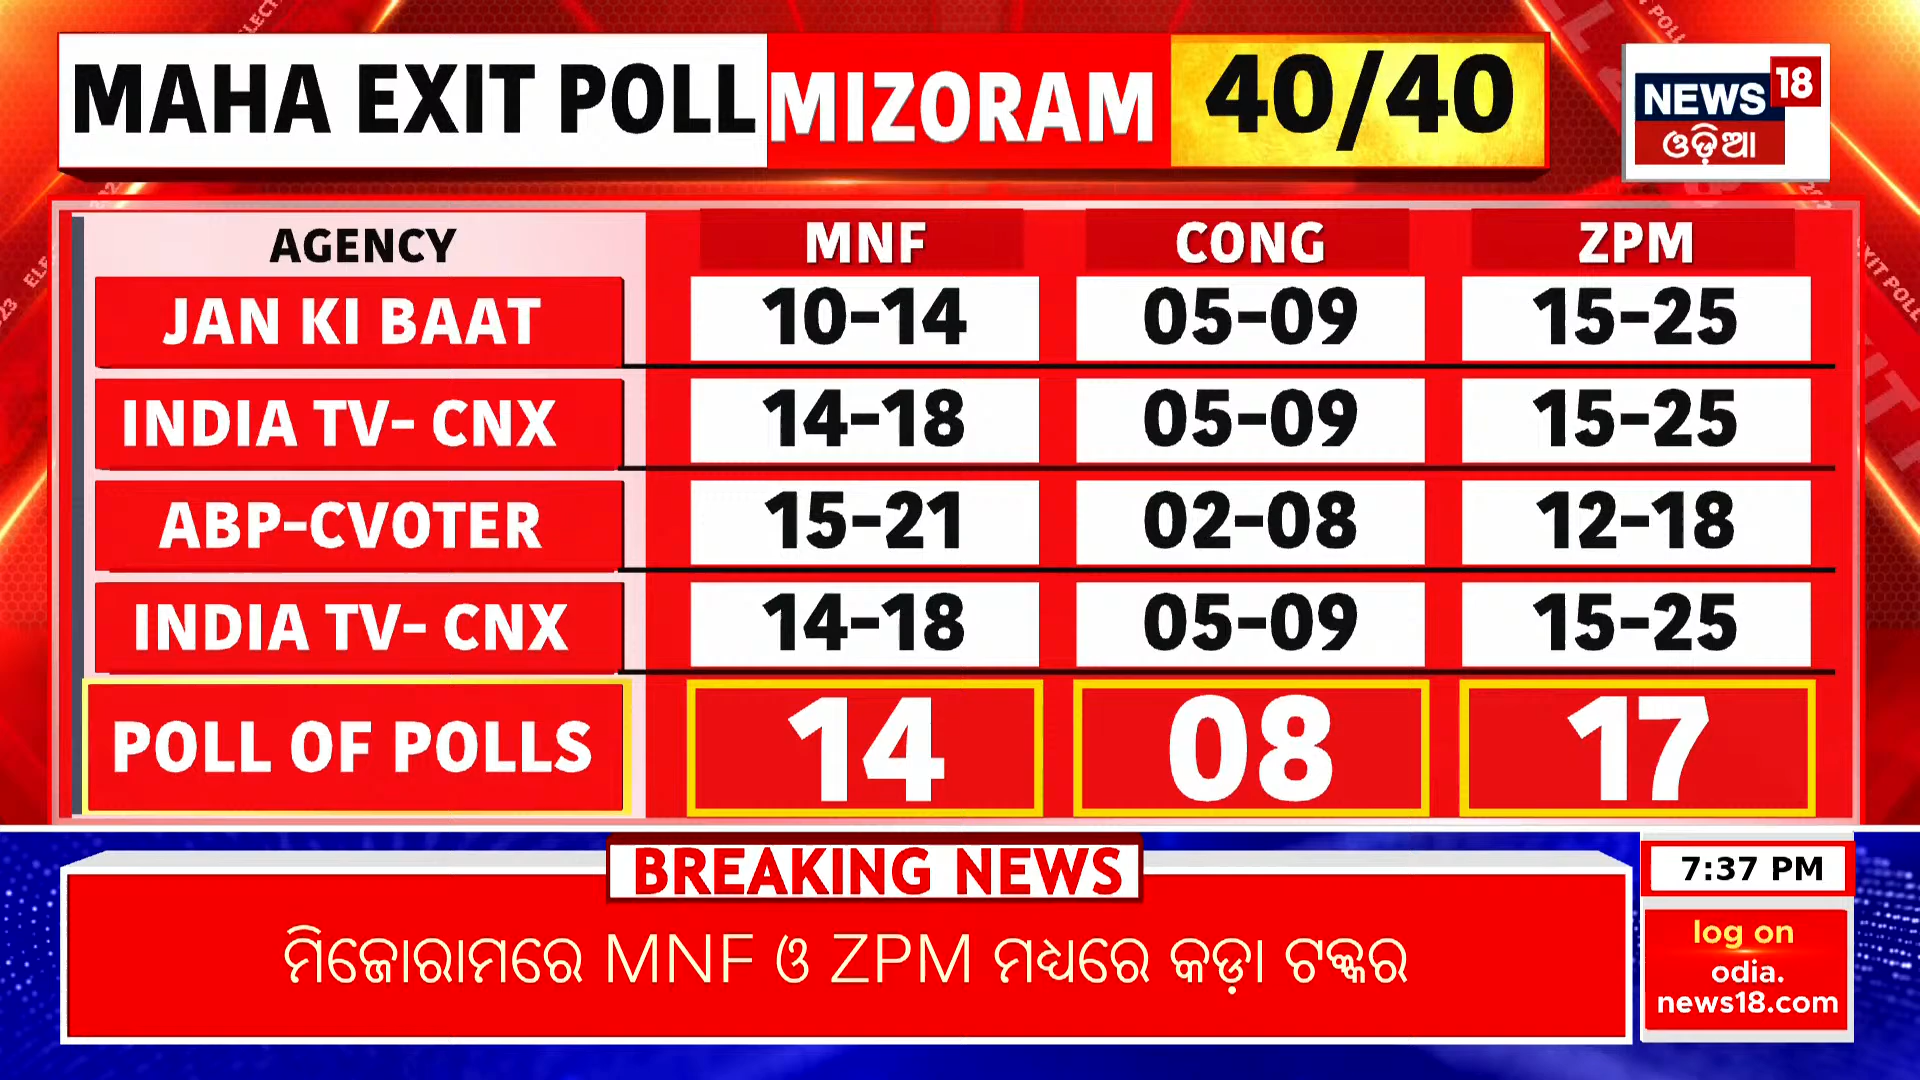 MAHA EXIT POLL MIZORAM 40/40
NEWS 18
ଓଡ଼ିଆ
AGENCY MNF CONG ZPM
JAN KI BAAT 10-14 05-09 15-25
INDIA TV- CNX 14-18 05-09 15-25
ABP-CVOTER 15-21 02-08 12-18
INDIA TV- CNX 14-18 05-09 15-25
POLL OF POLLS 14 08 17
BREAKING NEWS
ମିଜୋରାମରେ MNF ଓ ZPM ମଧ୍ୟରେ କଡ଼ା ଟକ୍କର
7:37 PM
log on
odia.
news18.com